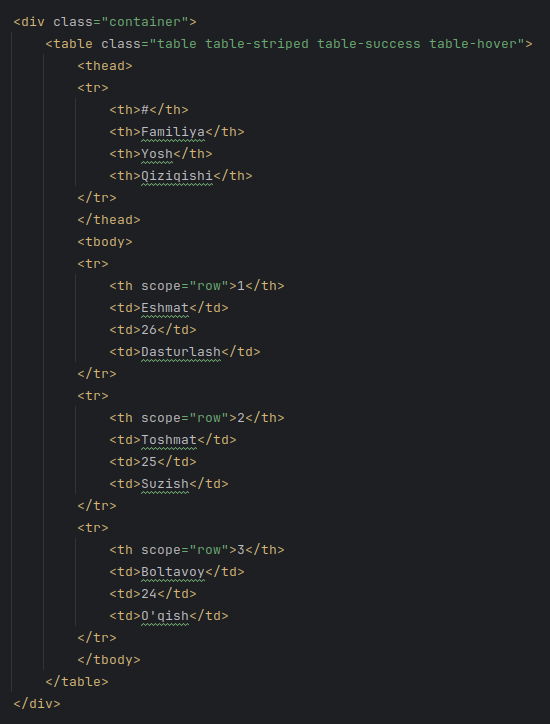 <div class="container">
    <table class="table table-striped table-success table-hover">
        <thead>
        <tr>
            <th>#</th>
            <th>Familiya</th>
            <th>Yosh</th>
            <th>Qiziqishi</th>
        </tr>
        </thead>
        <tbody>
        <tr>
            <th scope="row">1</th>
            <td>Eshmat</td>
            <td>26</td>
            <td>Dasturlash</td>
        </tr>
        <tr>
            <th scope="row">2</th>
            <td>Toshmat</td>
            <td>25</td>
            <td>Suzish</td>
        </tr>
        <tr>
            <th scope="row">3</th>
            <td>Boltavoy</td>
            <td>24</td>
            <td>O'qish</td>
        </tr>
        </tbody>
    </table>
</div>